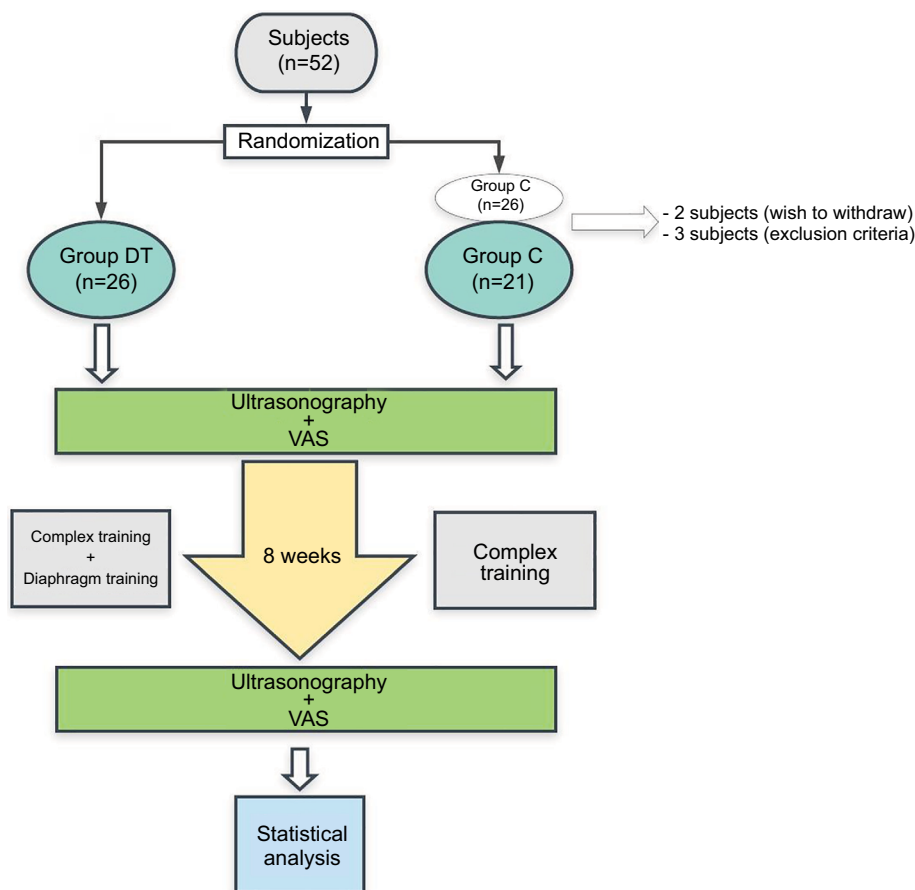 Subjects
(n=52)
Randomization
Group C
(n=26)
- 2 subjects (wish to withdraw)
- 3 subjects (exclusion criteria)
Group DT
(n=26)
Group C
(n=21)
Ultrasonography
+
VAS
Complex training
+
Diaphragm training
8 weeks
Complex
training
Ultrasonography
+
VAS
Statistical
analysis